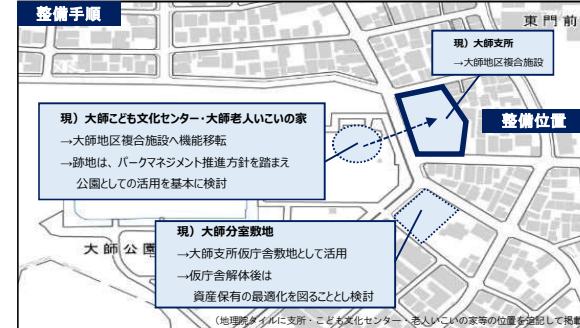 整備手順
東門前
現）大師支所
→大師地区複合施設
整備位置
現）大師こども文化センター・大師老人いこいの家
→大師地区複合施設へ機能移転
→跡地は、パークマネジメント推進方針を踏まえ
公園としての活用を基本に検討
大師公園
現）大師分室敷地
→大師支所仮庁舎敷地として活用
→仮庁舎解体後は
資産保有の最適化を図ることとし検討
（地理院タイルに支所・こども文化センター・老人いこいの家等の位置を追記して掲載